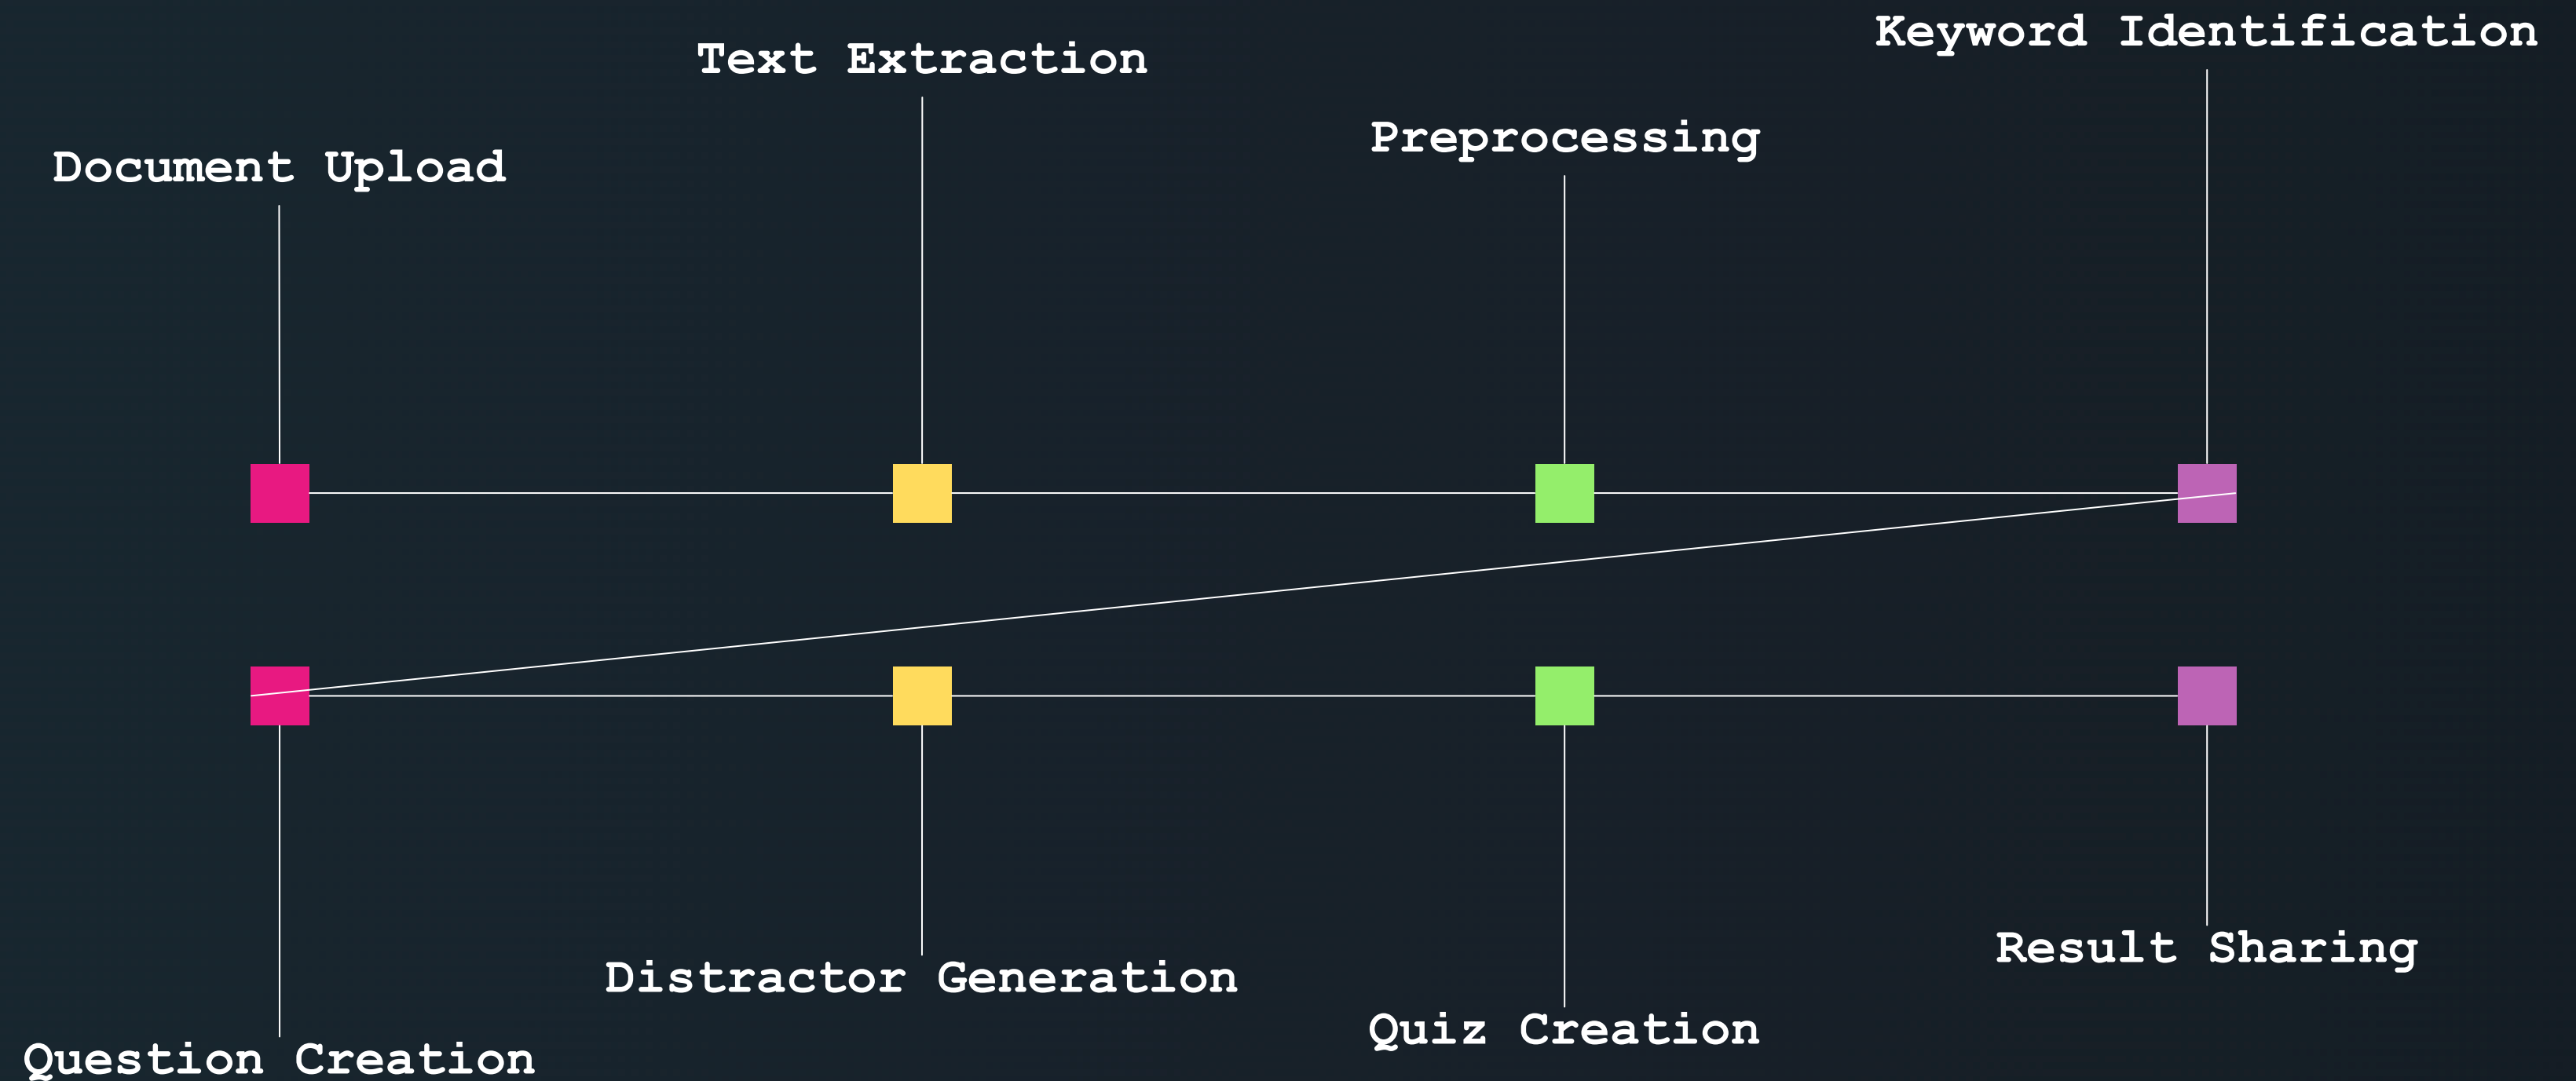 Document Upload
Text Extraction
Preprocessing
Keyword Identification
Question Creation
Distractor Generation
Quiz Creation
Result Sharing